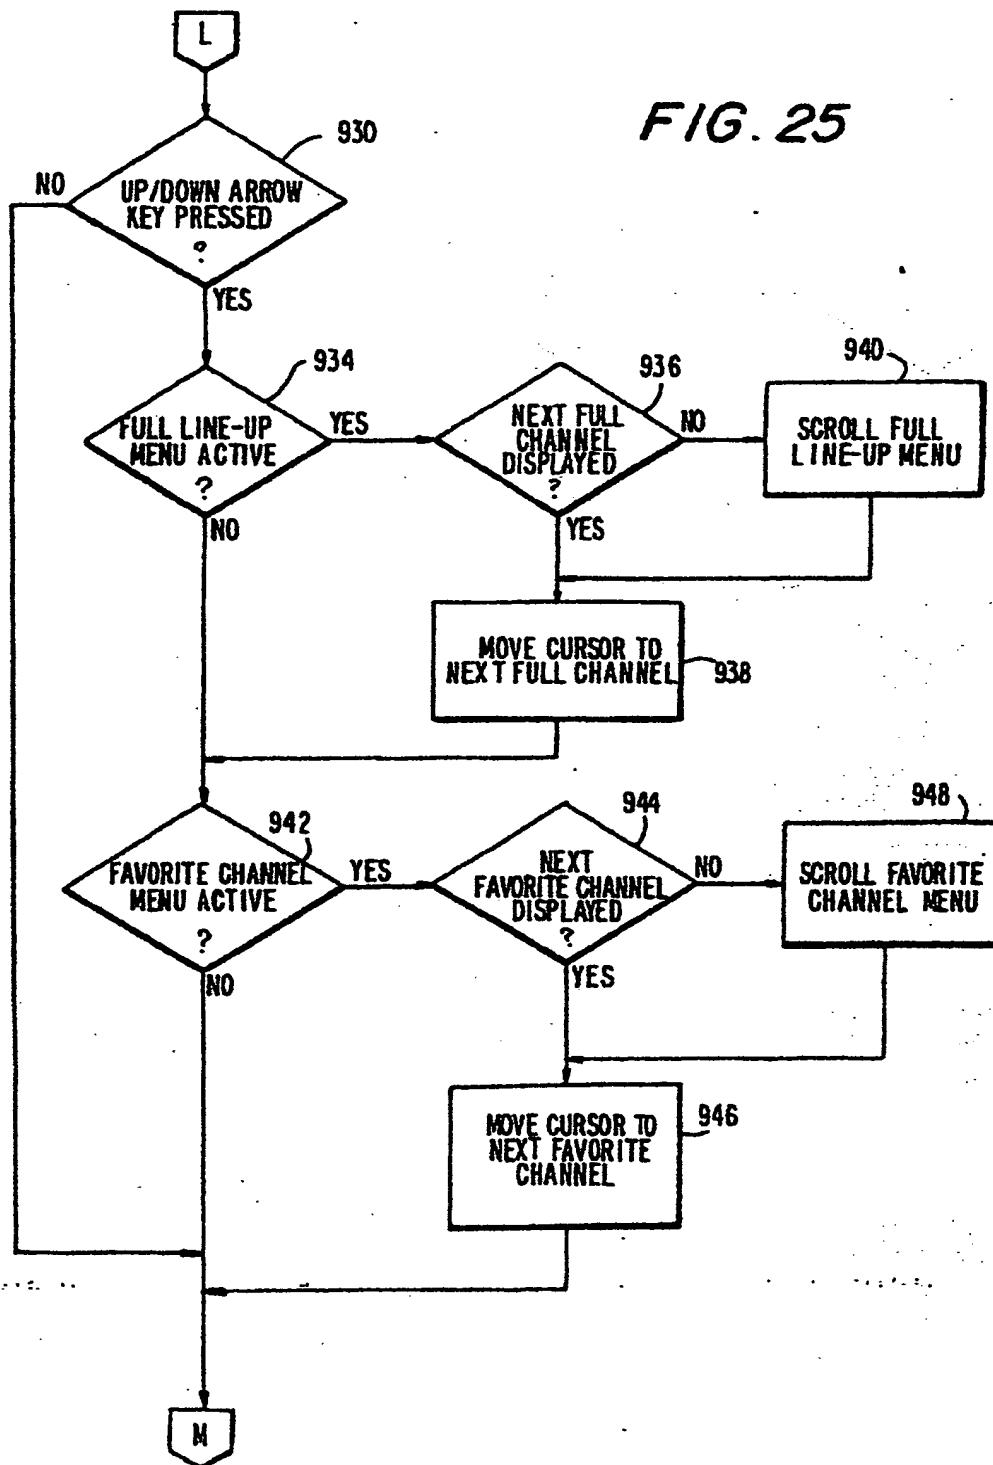 L
FIG. 25
930
NO
UP/DOWN ARROW
KEY PRESSED
?
YES
934
FULL LINE-UP
MENU ACTIVE
?
YES
NO
936
NEXT FULL
CHANNEL
DISPLAYED
?
NO
YES
940
SCROLL FULL
LINE-UP MENU
MOVE CURSOR TO
NEXT FULL CHANNEL
938
942
FAVORITE CHANNEL
MENU ACTIVE
?
YES
NO
944
NEXT
FAVORITE CHANNEL
DISPLAYED
?
NO
YES
948
SCROLL FAVORITE
CHANNEL MENU
MOVE CURSOR TO
NEXT FAVORITE
CHANNEL
946
M